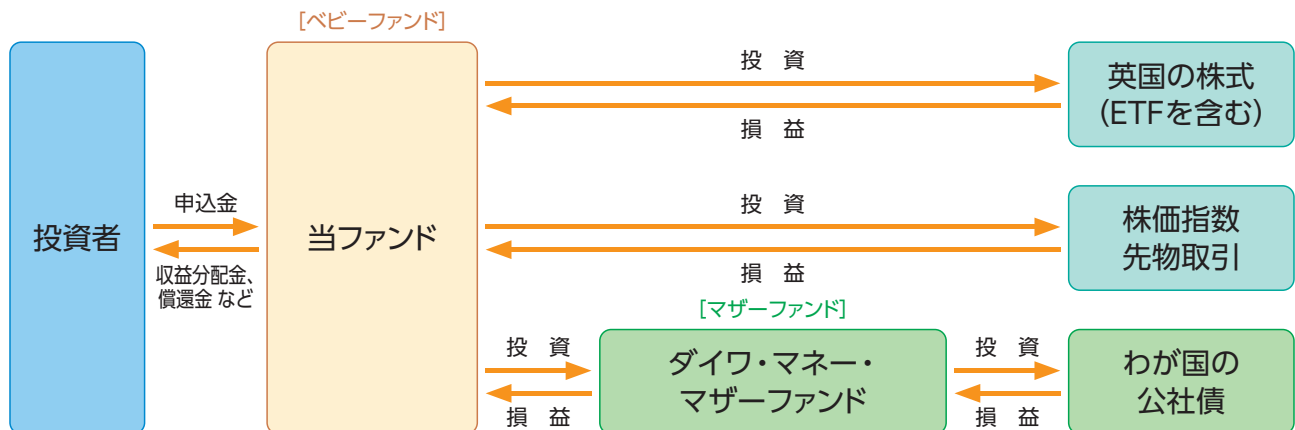 [ベビーファンド]
投資者
申込金
収益分配金、
償還金 など
当ファンド
投 資
損 益
英国の株式
(ETFを含む)
投 資
損 益
株価指数
先物取引
[マザーファンド]
投 資
損 益
ダイワ・マネー・
マザーファンド
投 資
損 益
わが国の
公社債